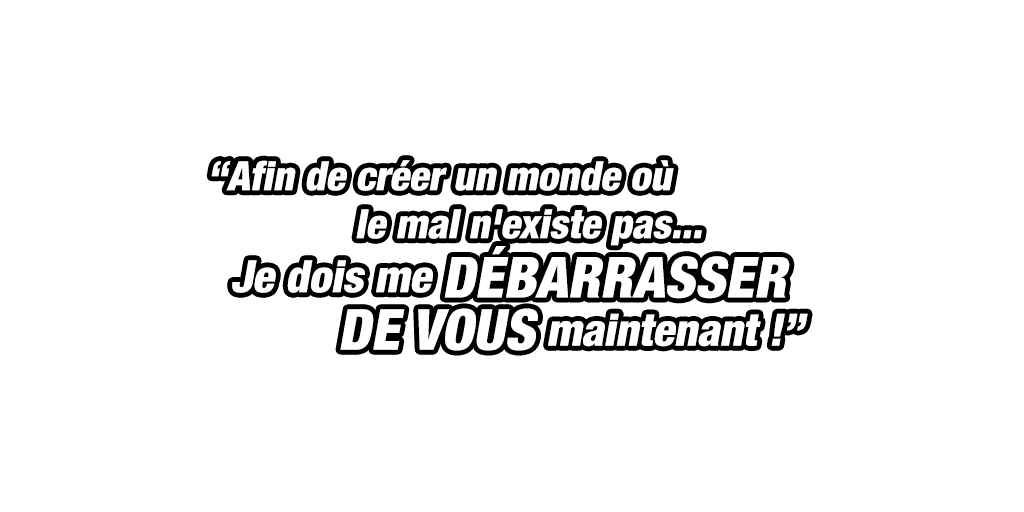 “Afin de créer un monde où
le mal n'existe pas...
Je dois me DÉBARRASSER
DE VOUS maintenant !”